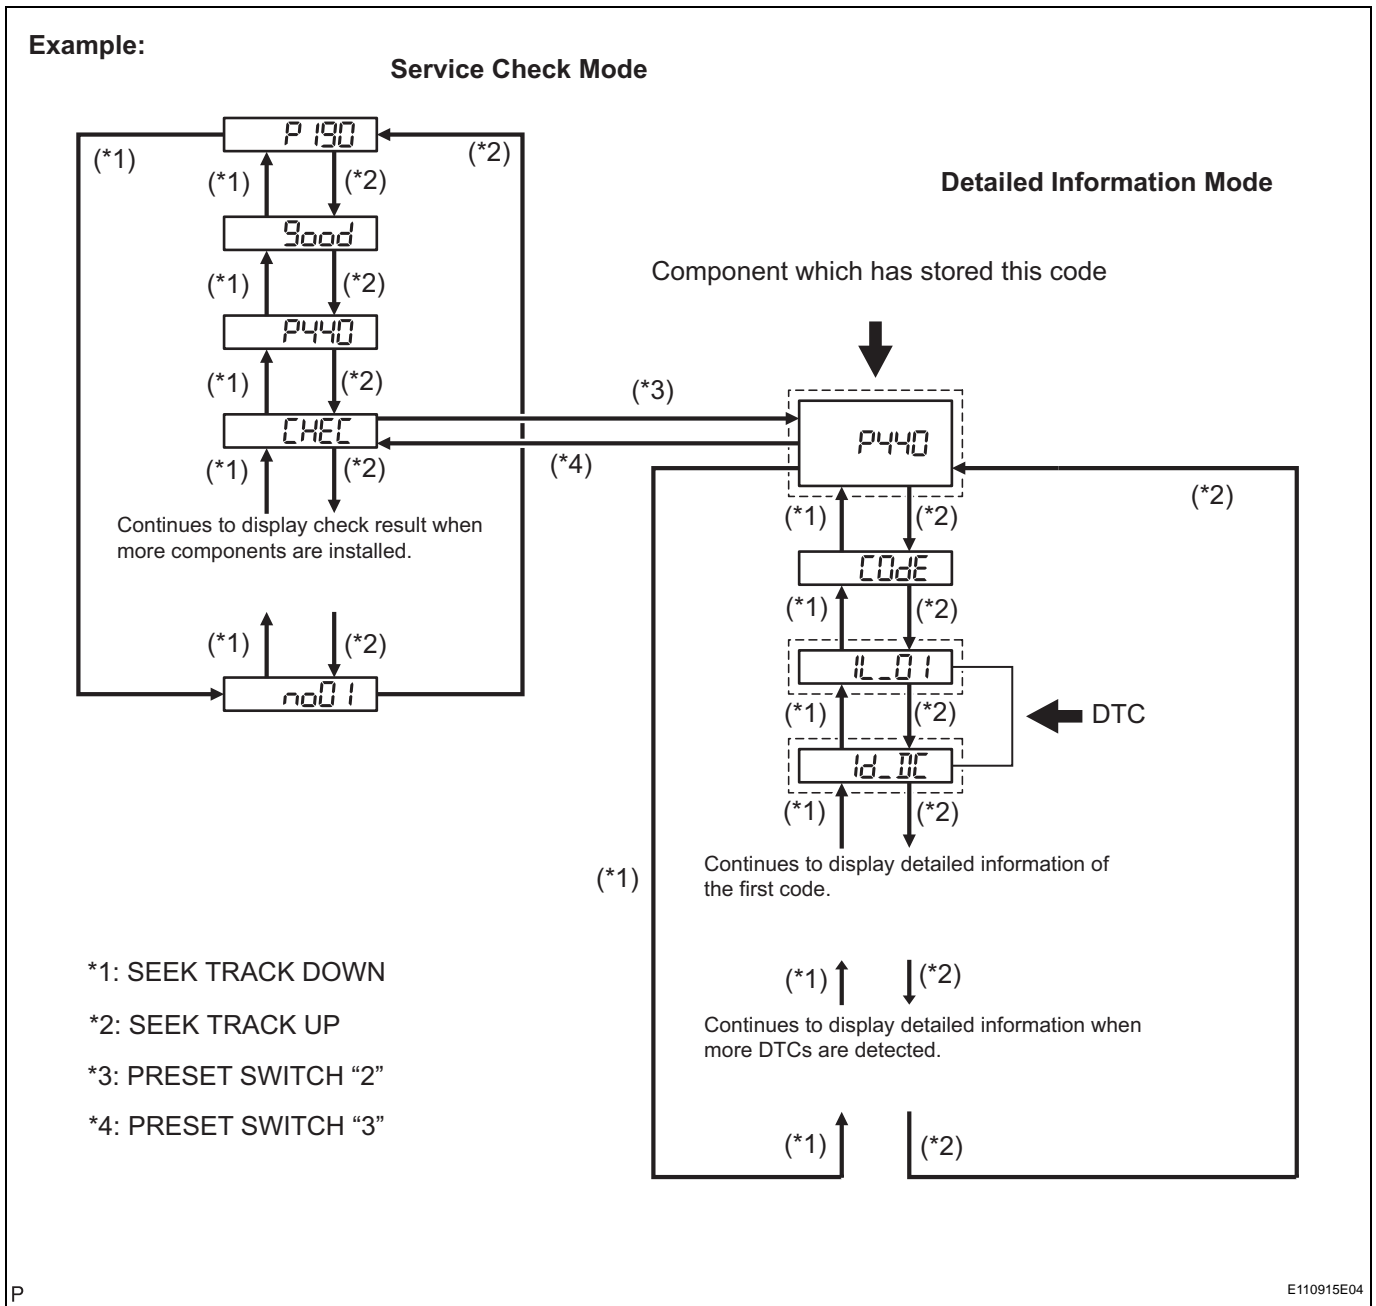 Example:
Service Check Mode
P190
(*1)
(*2)
(*1)
(*2)
good
(*1)
(*2)
P440
(*1)
(*2)
CHEC
(*1)
(*2)
Continues to display check result when
more components are installed.
(*1)
(*2)
no01
(*3)
(*4)
Detailed Information Mode
Component which has stored this code
P440
(*2)
(*1)
(*2)
COdE
(*1)
(*2)
1L_01
(*1)
(*2)
DTC
1d_DC
(*1)
(*2)
Continues to display detailed information of
the first code.
(*1)
(*1)
(*2)
Continues to display detailed information when
more DTCs are detected.
(*1)
(*2)
*1: SEEK TRACK DOWN
*2: SEEK TRACK UP
*3: PRESET SWITCH “2”
*4: PRESET SWITCH “3”
P
E110915E04